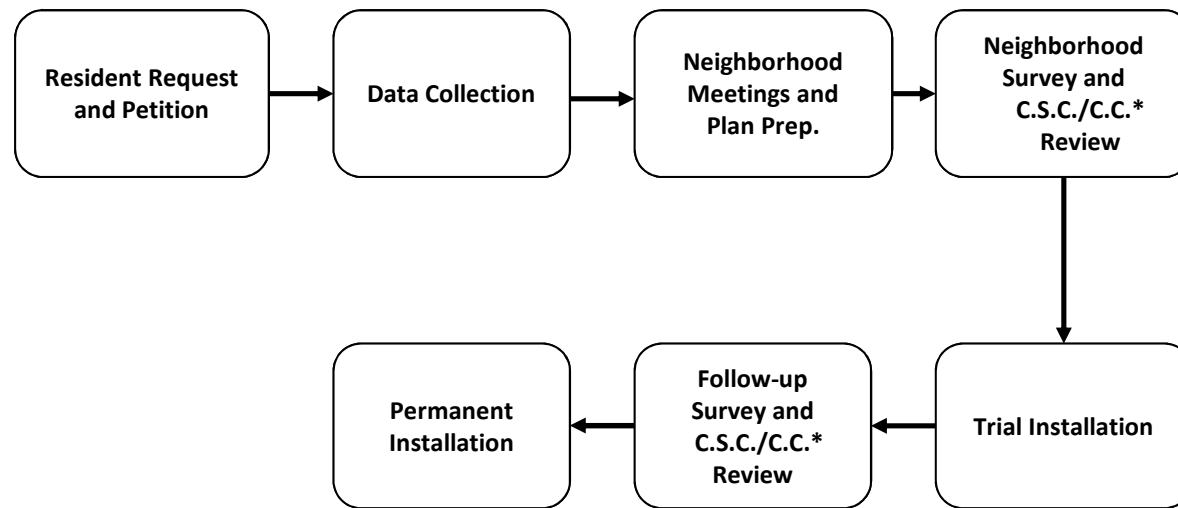 Resident Request
and Petition
Data Collection
Neighborhood
Meetings and
Plan Prep.
Neighborhood
Survey and
C.S.C./C.C.*
Review
Trial Installation
Follow-up
Survey and
C.S.C./C.C.*
Review
Permanent
Installation